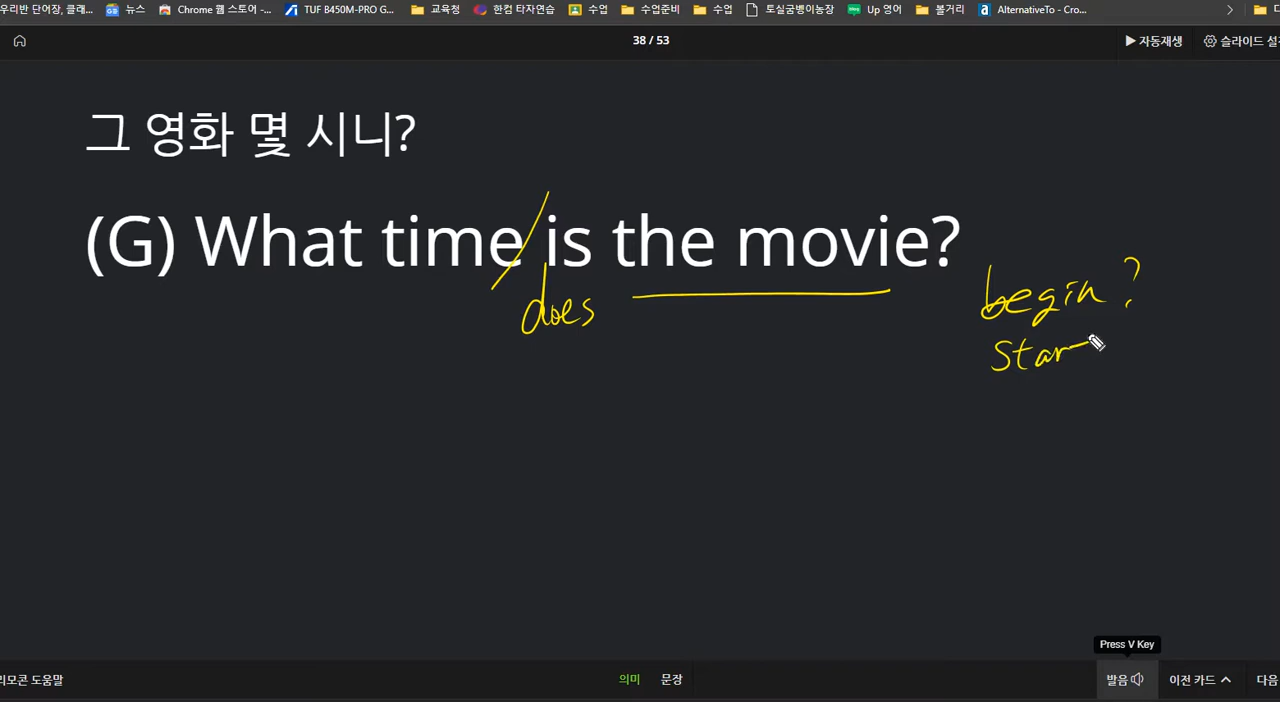 우리반 단어장, 클래... 뉴스 Chrome 웹 스토어 -... TUF B450M-PRO G... 교육청 한컴 타자연습 수업 수업준비 수업 토실굼벵이농장 Up 영어 볼거리 AlternativeTo - Cro...
38 / 53 자동재생 슬라이드 설
그 영화 몇 시니?
(G) What time is the movie?
does begin?
Star
Press V Key
리모콘 도움말 의미 문장 발음 이전 카드 다음